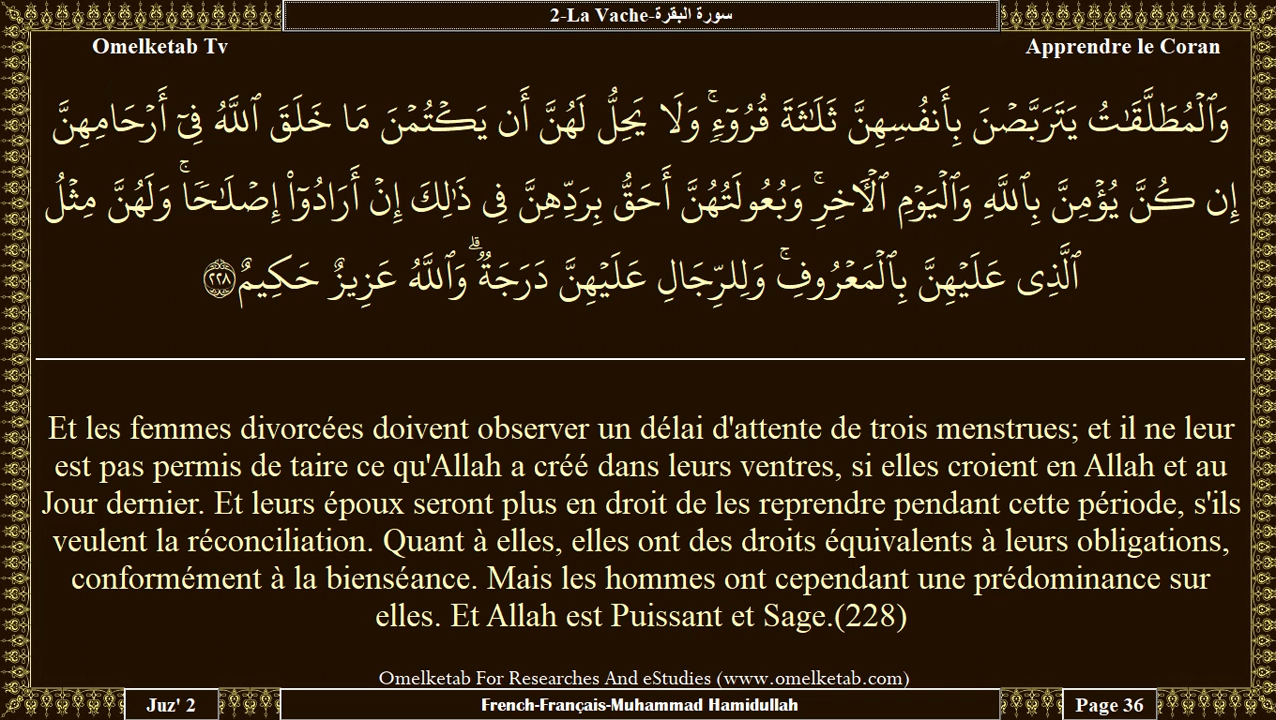 2-La Vache-سورة البقرة
Omelketab Tv
Apprendre le Coran
وَٱلۡمُطَلَّقَٰتُ يَتَرَبَّصۡنَ بِأَنفُسِهِنَّ ثَلَٰثَةَ قُرُوٓءٖۚ وَلَا يَحِلُّ لَهُنَّ أَن يَكۡتُمۡنَ مَا خَلَقَ ٱللَّهُ فِيٓ أَرۡحَامِهِنَّ
إِن كُنَّ يُؤۡمِنَّ بِٱللَّهِ وَٱلۡيَوۡمِ ٱلۡأٓخِرِۚ وَبُعُولَتُهُنَّ أَحَقُّ بِرَدِّهِنَّ فِي ذَٰلِكَ إِنۡ أَرَادُوٓاْ إِصۡلَٰحٗاۚ وَلَهُنَّ مِثۡلُ
ٱلَّذِي عَلَيۡهِنَّ بِٱلۡمَعۡرُوفِۚ وَلِلرِّجَالِ عَلَيۡهِنَّ دَرَجَةٞۗ وَٱللَّهُ عَزِيزٌ حَكِيمٌ ٢٢٨
Et les femmes divorcées doivent observer un délai d'attente de trois menstrues; et il ne leur
est pas permis de taire ce qu'Allah a créé dans leurs ventres, si elles croient en Allah et au
Jour dernier. Et leurs époux seront plus en droit de les reprendre pendant cette période, s'ils
veulent la réconciliation. Quant à elles, elles ont des droits équivalents à leurs obligations,
conformément à la bienséance. Mais les hommes ont cependant une prédominance sur
elles. Et Allah est Puissant et Sage.(228)
Omelketab For Researches And eStudies (www.omelketab.com)
Juz' 2
French-Français-Muhammad Hamidullah
Page 36